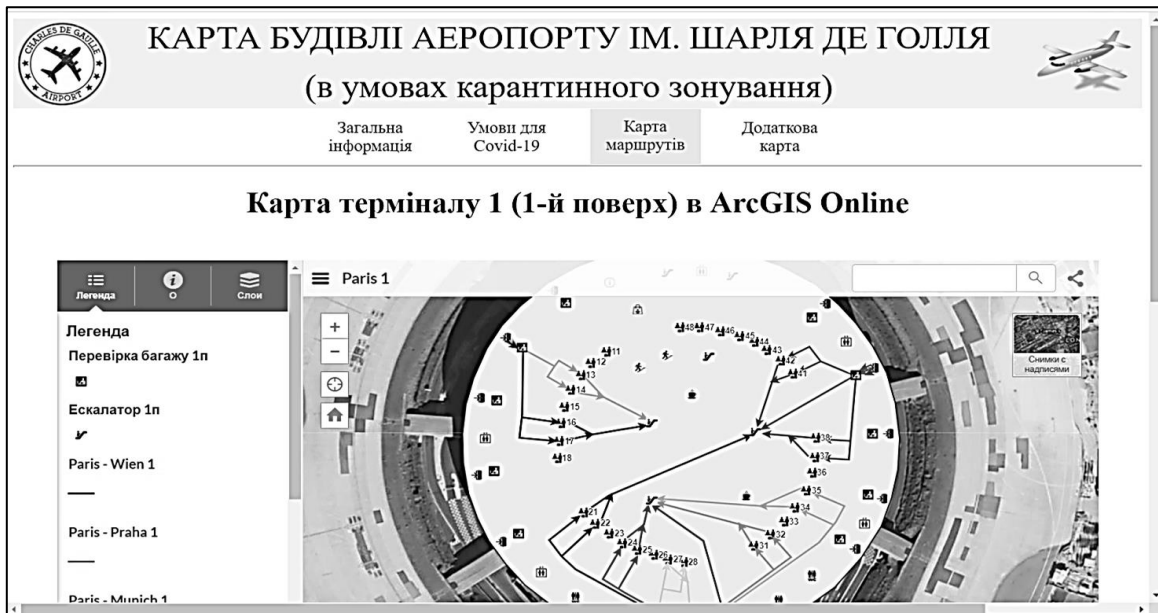 CHARLES DE GAULLE
AIRPORT
КАРТА БУДІВЛІ АЕРОПОРТУ ІМ. ШАРЛЯ ДЕ ГОЛЛЯ
(в умовах карантинного зонування)
Загальна
інформація
Умови для
Covid-19
Карта
маршрутів
Додаткова
карта
Карта терміналу 1 (1-й поверх) в ArcGIS Online
Легенда
О
Слои
Paris 1
Легенда
Перевірка багажу 1п
Ескалатор 1п
Paris - Wien 1
Paris - Praha 1
Paris - Munich 1
+
−
Снимки с
надписями
48 47 46 45
44
43
42
41
11
12
13
14
15
16
17
18
38
37
36
35
34
33
32
31
21
22
23
24
25 26 27 28